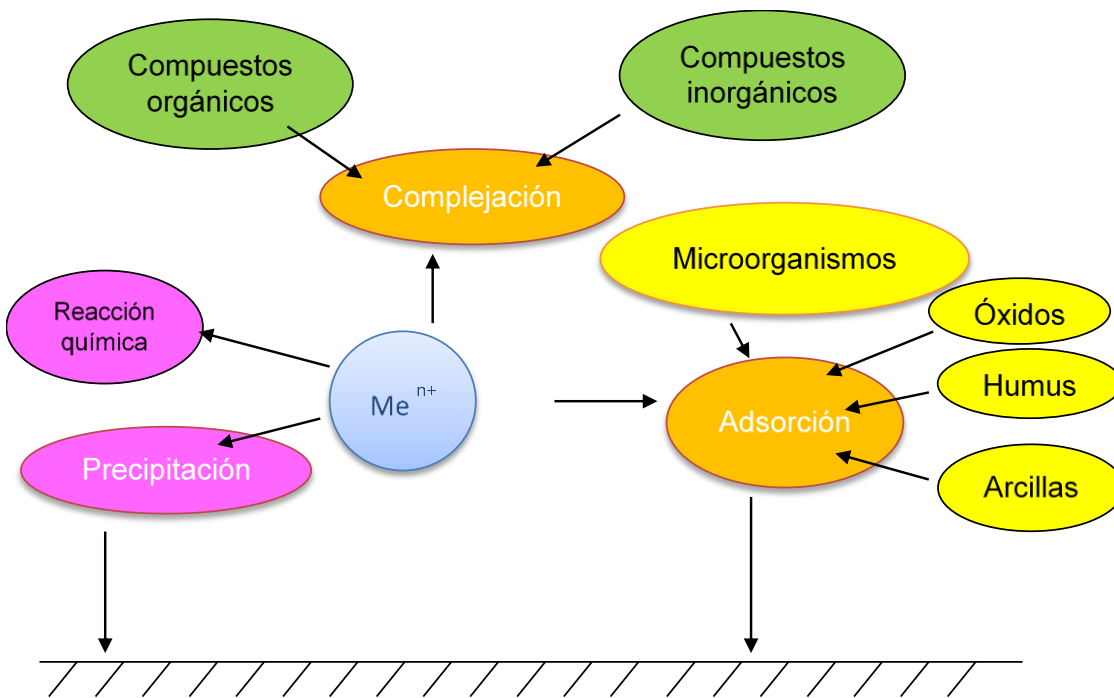 Compuestos
orgánicos
Compuestos
inorgánicos
Complejación
Microorganismos
Reacción
química
Óxidos
Me n+
Humus
Adsorción
Precipitación
Arcillas